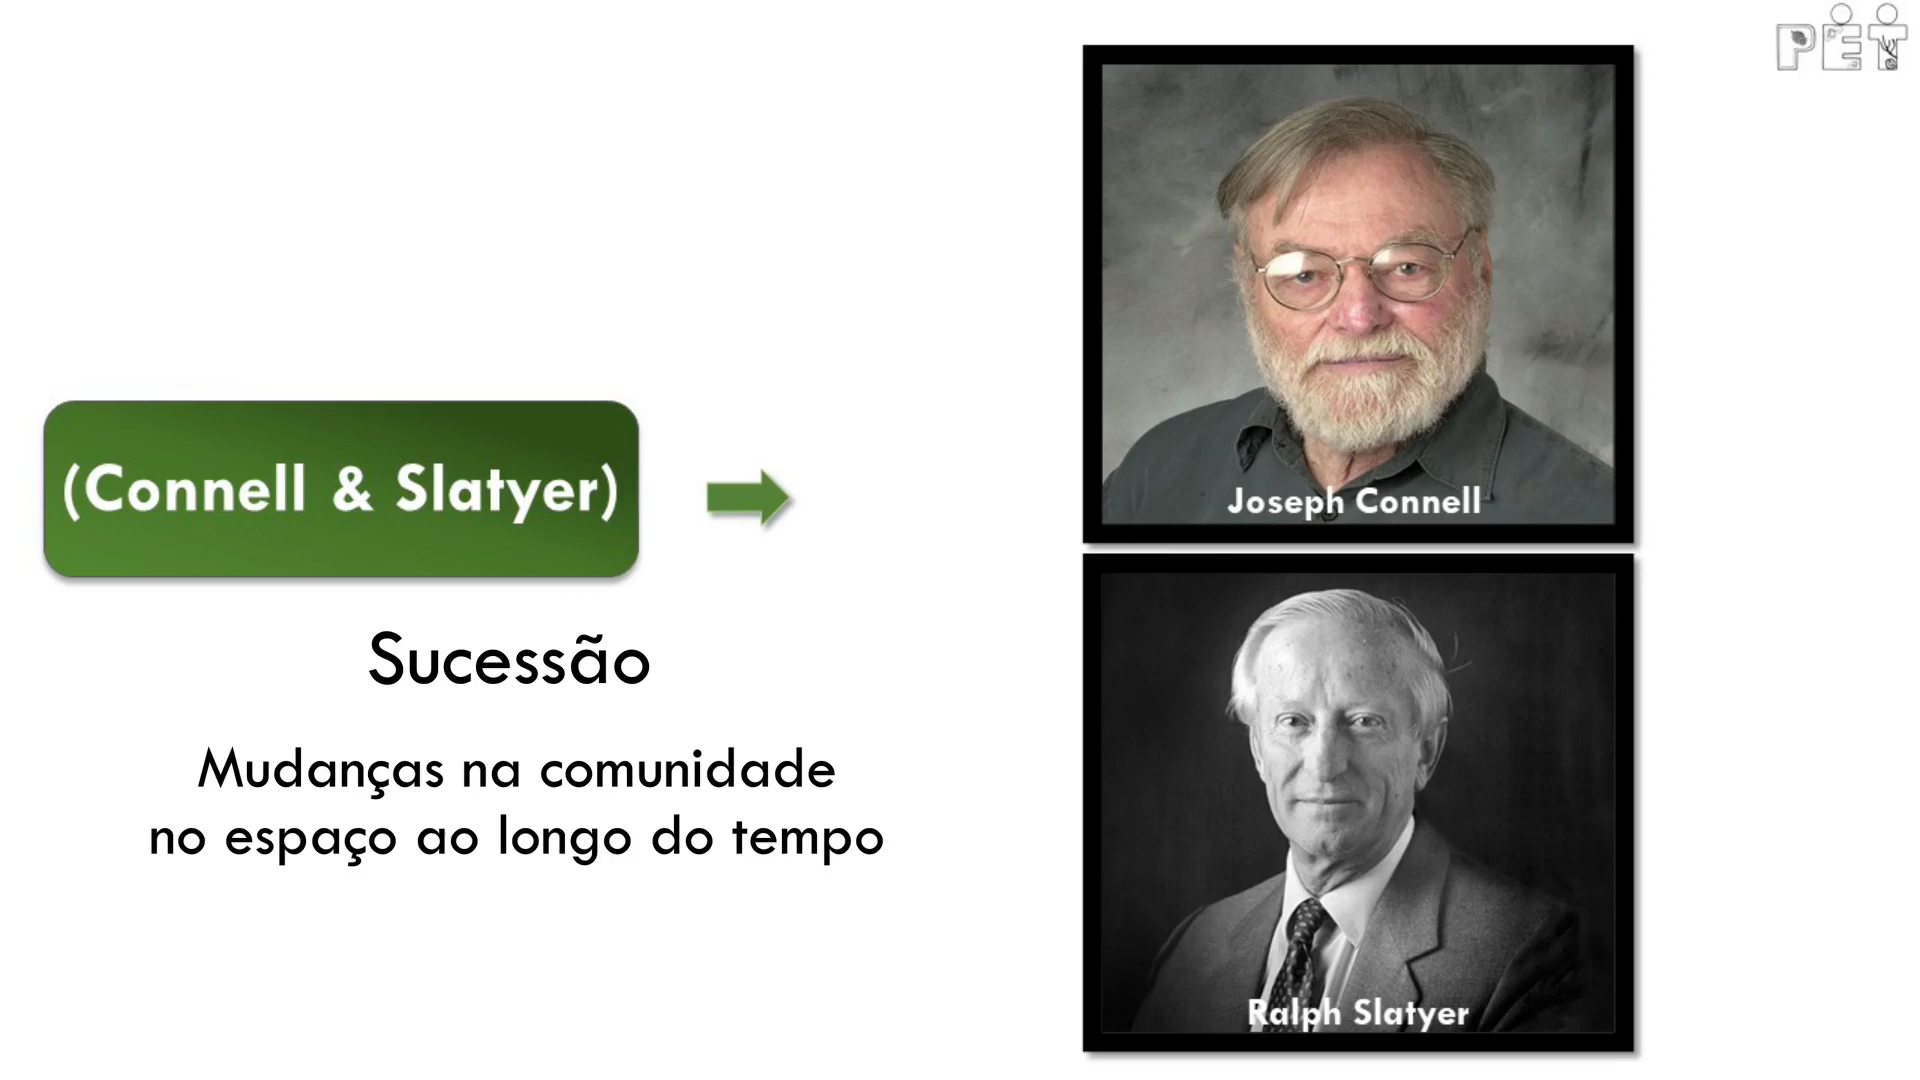 PET
(Connell & Slatyer)
Sucessão
Mudanças na comunidade
no espaço ao longo do tempo
Joseph Connell
Ralph Slatyer